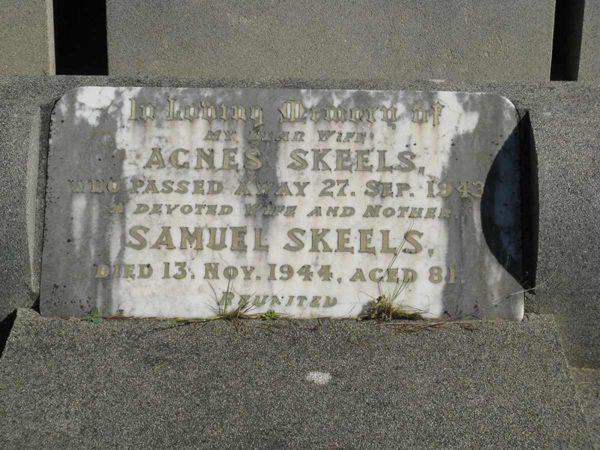 In Loving Memory of
MY DEAR WIFE
AGNES SKEELS,
WHO PASSED AWAY 27. SEP. 1943
A DEVOTED WIFE AND MOTHER.
SAMUEL SKEELS,
DIED 13. NOV. 1944, AGED 81.
REUNITED